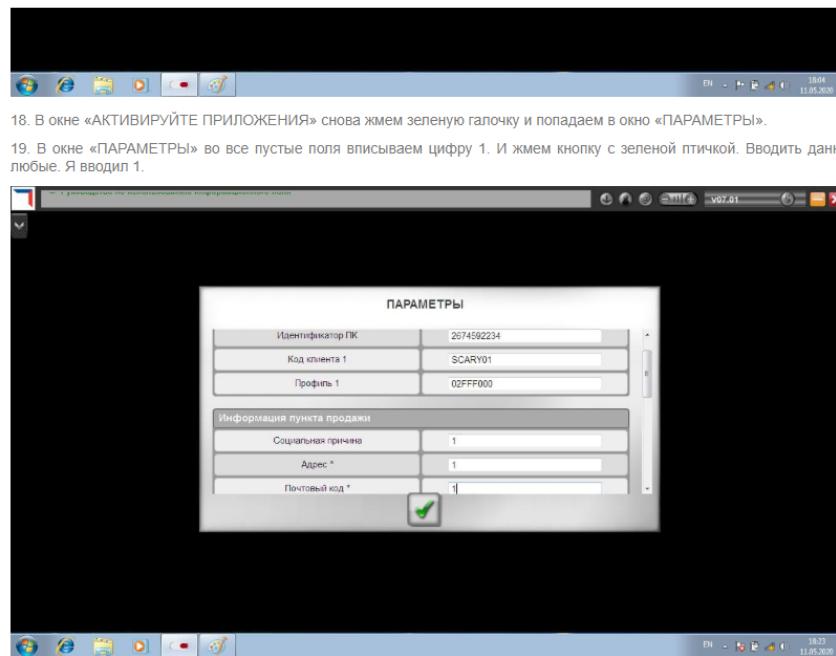 EN
18:04
11.05.2020
18. В окне «АКТИВИРУЙТЕ ПРИЛОЖЕНИЯ» снова жмем зеленую галочку и попадаем в окно «ПАРАМЕТРЫ».
19. В окне «ПАРАМЕТРЫ» во все пустые поля вписываем цифру 1. И жмем кнопку с зеленой птичкой. Вводить
любые. Я вводил 1.
V07.01
ПАРАМЕТРЫ
Идентификатор ПК 2674592234
Код клиента 1 SCARY01
Профиль 1 02FFF000
Информация пункта продажи
Социальная причина 1
Адрес * 1
Почтовый код * 1
EN
18:23
11.05.2020